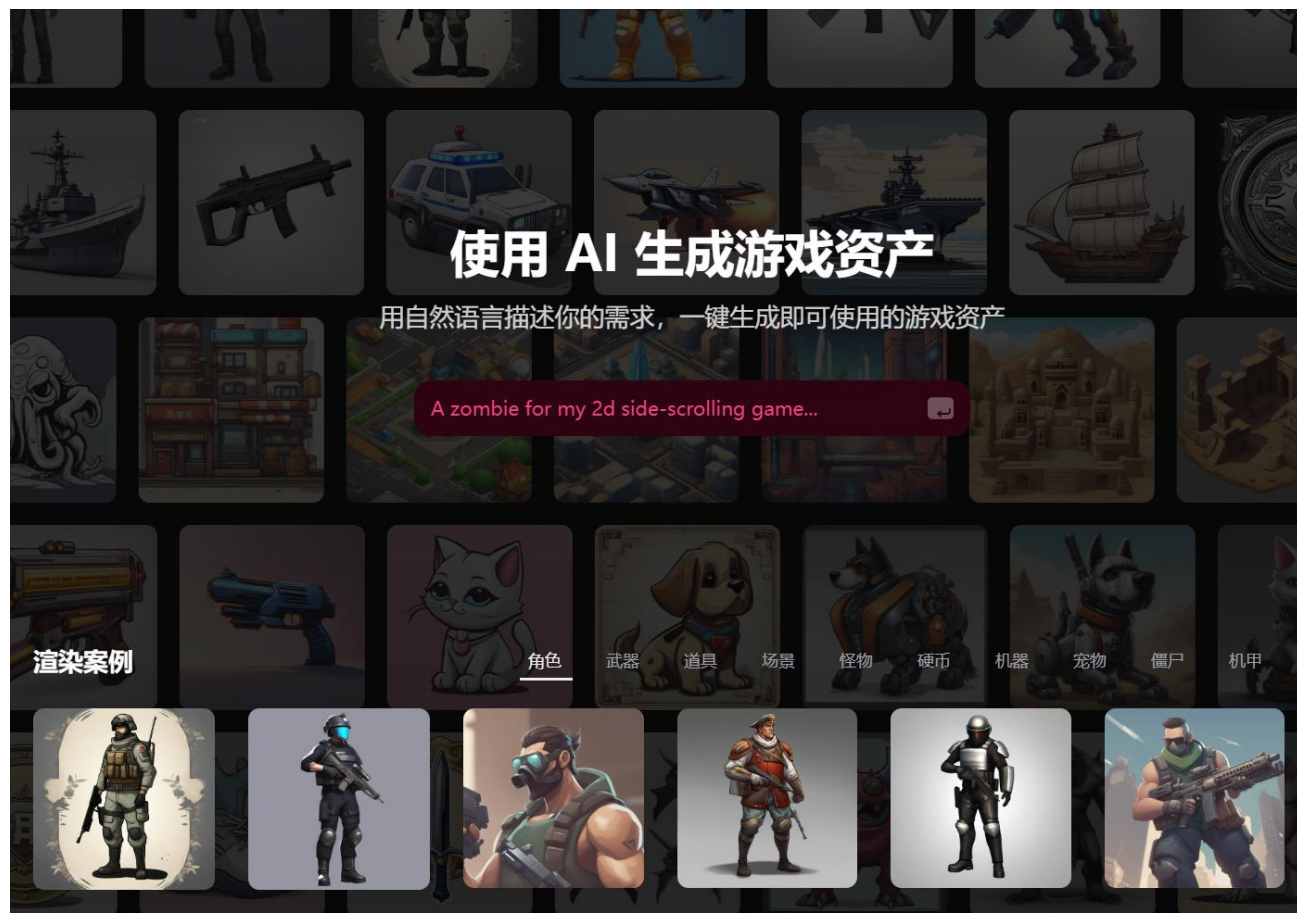 使用 AI 生成游戏资产
用自然语言描述你的需求，一键生成即可使用的游戏资产
A zombie for my 2d side-scrolling game...
渲染案例
角色 武器 道具 场景 怪物 硬币 机器 宠物 僵尸 机甲